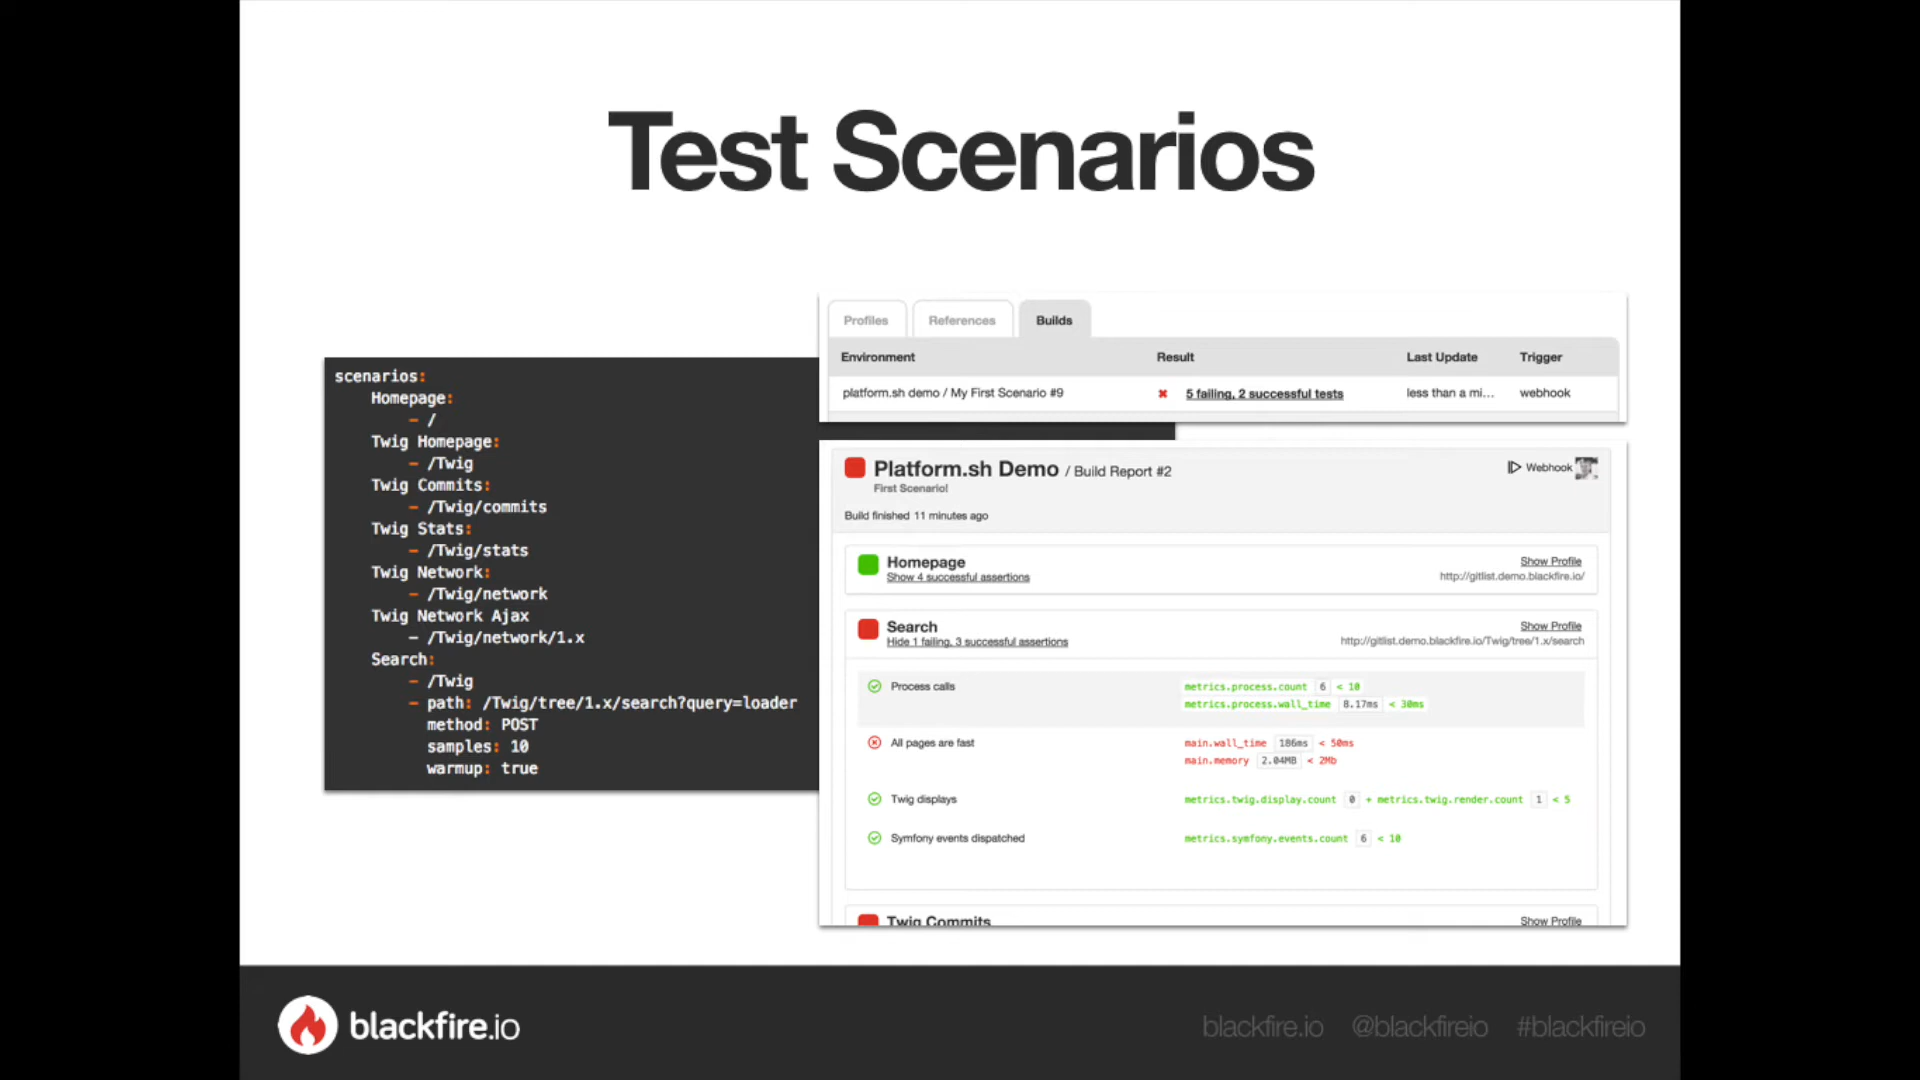 Test Scenarios
scenarios:
Homepage:
- /
Twig Homepage:
- /Twig
Twig Commits:
- /Twig/commits
Twig Stats:
- /Twig/stats
Twig Network:
- /Twig/network
Twig Network Ajax
- /Twig/network/1.x
Search:
- /Twig
- path: /Twig/tree/1.x/search?query=loader
method: POST
samples: 10
warmup: true
Profiles References Builds
Environment Result Last Update Trigger
platform.sh demo / My First Scenario #9 5 failing, 2 successful tests less than a mi... webhook
Platform.sh Demo / Build Report #2 Webhook
First Scenario!
Build finished 11 minutes ago
Homepage Show Profile
Show 4 successful assertions http://gitlist.demo.blackfire.io/
Search Show Profile
Hide 1 failing, 3 successful assertions http://gitlist.demo.blackfire.io/Twig/tree/1.x/search
Process calls metrics.process.count 6 < 10
metrics.process.wall_time 8.17ms < 30ms
All pages are fast main.wall_time 186ms < 50ms
main.memory 2.04MB < 2Mb
Twig displays metrics.twig.display.count 0 + metrics.twig.render.count 1 < 5
Symfony events dispatched metrics.symfony.events.count 6 < 10
Twig Commits Show Profile
blackfire.io blackfire.io @blackfireio #blackfireio